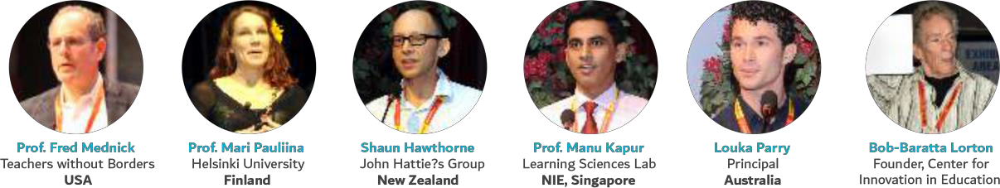 EXHIBIT
AREA
Prof. Fred Mednick
Teachers without Borders
USA
Prof. Mari Pauliina
Helsinki University
Finland
Shaun Hawthorne
John Hattie?s Group
New Zealand
Prof. Manu Kapur
Learning Sciences Lab
NIE, Singapore
Louka Parry
Principal
Australia
Bob-Baratta Lorton
Founder, Center for
Innovation in Education